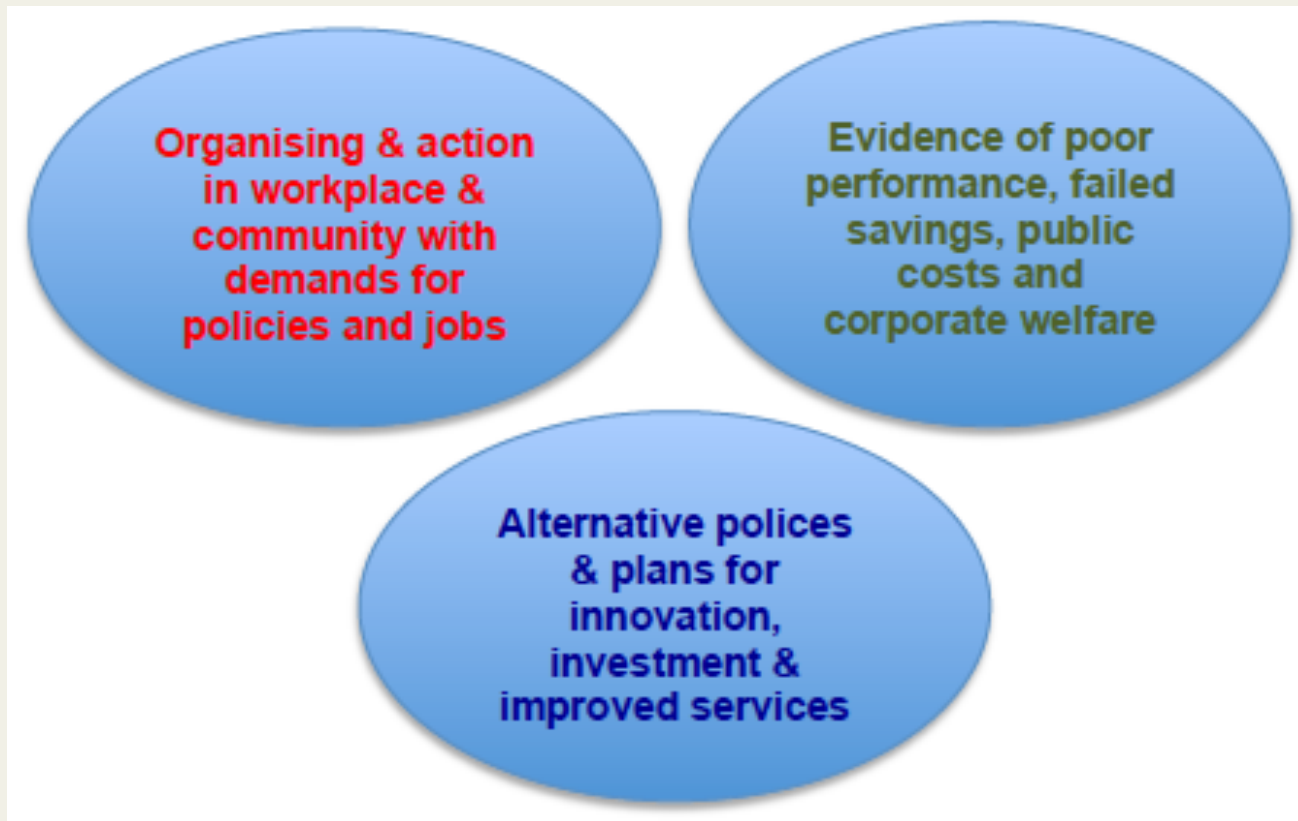 Organising & action
in workplace &
community with
demands for
policies and jobs
Evidence of poor
performance, failed
savings, public
costs and
corporate welfare
Alternative polices
& plans for
innovation,
investment &
improved services